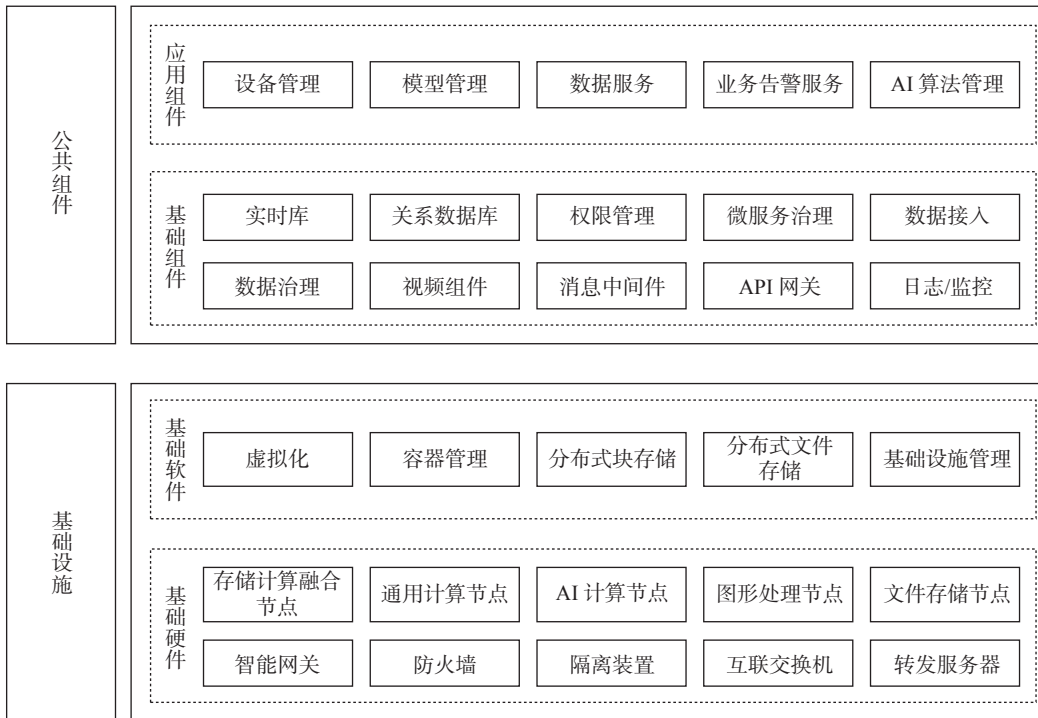 公共组件
应用组件
设备管理
模型管理
数据服务
业务告警服务
AI 算法管理
基础组件
实时库
关系数据库
权限管理
微服务治理
数据接入
数据治理
视频组件
消息中间件
API 网关
日志/监控
基础设施
基础软件
虚拟化
容器管理
分布式块存储
分布式文件
存储
基础设施管理
基础硬件
存储计算融合
节点
通用计算节点
AI 计算节点
图形处理节点
文件存储节点
智能网关
防火墙
隔离装置
互联交换机
转发服务器